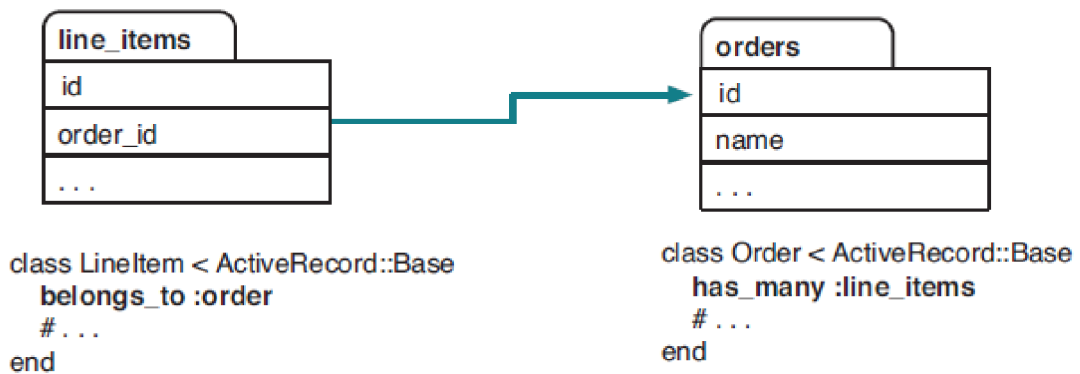 line_items
id
order_id
. . .
class LineItem < ActiveRecord::Base
belongs_to :order
# . . .
end
orders
id
name
. . .
class Order < ActiveRecord::Base
has_many :line_items
# . . .
end